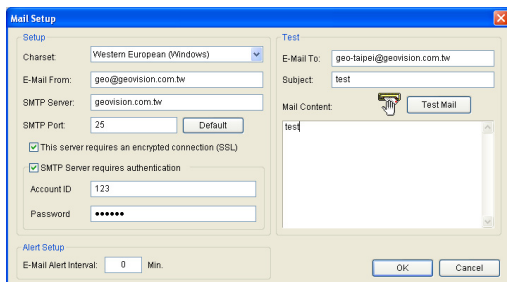 Mail Setup
Setup
Charset: Western European (Windows)
E-Mail From: geo@geovision.com.tw
SMTP Server: geovision.com.tw
SMTP Port: 25 Default
This server requires an encrypted connection (SSL)
SMTP Server requires authentication
Account ID 123
Password ••••••
Alert Setup
E-Mail Alert Interval: 0 Min.
Test
E-Mail To: geo-taipei@geovision.com.tw
Subject: test
Mail Content: Test Mail
test
OK Cancel